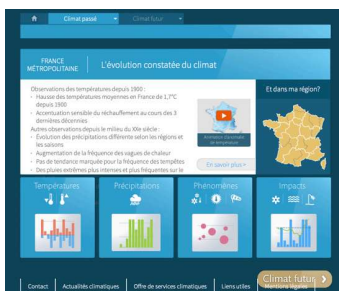 Climat passé
Climat futur
FRANCE
MÉTROPOLITAINE
L'évolution constatée du climat
Observations des températures depuis 1900 :
- Hausse des températures moyennes en France de 1,7°C
depuis 1900
- Accentuation sensible du réchauffement au cours des 3
dernières décennies
Autres observations depuis le milieu du XXe siècle :
- Évolution des précipitations différente selon les régions et
les saisons
- Augmentation de la fréquence des vagues de chaleur
- Pas de tendance marquée pour la fréquence des tempêtes
- Des pluies extrêmes plus intenses et plus fréquentes sur le
En savoir plus >
Et dans ma région?
Températures
Précipitations
Phénomènes
Impacts
Climat futur >
Contact
Actualités climatiques
Offre de services climatiques
Liens utiles
Mentions légales